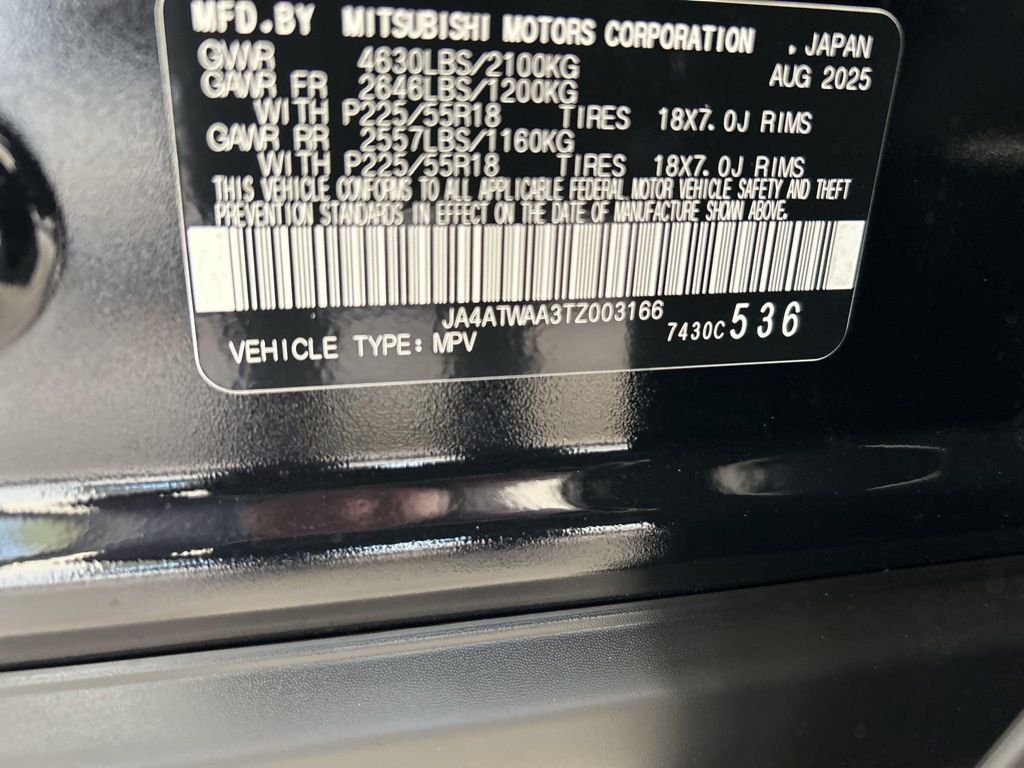 MFD.BY MITSUBISHI MOTORS CORPORATION , JAPAN
GVWR 4630LBS/2100KG AUG 2025
GAWR FR 2646LBS/1200KG
WITH P225/55R18 TIRES 18X7.0J RIMS
GAWR RR 2557LBS/1160KG
WITH P225/55R18 TIRES 18X7.0J RIMS
THIS VEHICLE CONFORMS TO ALL APPLICABLE FEDERAL MOTOR VEHICLE SAFETY AND THEFT
PREVENTION STANDARDS IN EFFECT ON THE DATE OF MANUFACTURE SHOWN ABOVE.
JA4ATWAA3TZ003166
7430C 536
VEHICLE TYPE: MPV